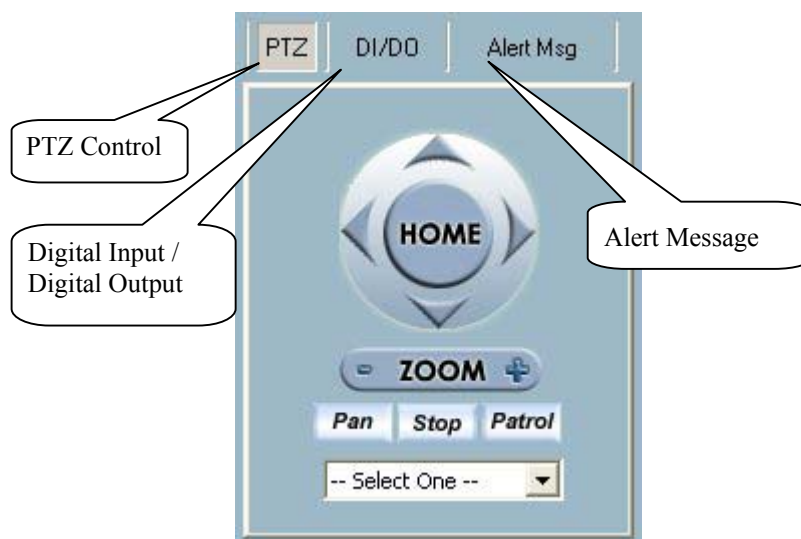 PTZ DI/DO Alert Msg
PTZ Control
Digital Input /
Digital Output
Alert Message
HOME
- ZOOM +
Pan Stop Patrol
-- Select One --